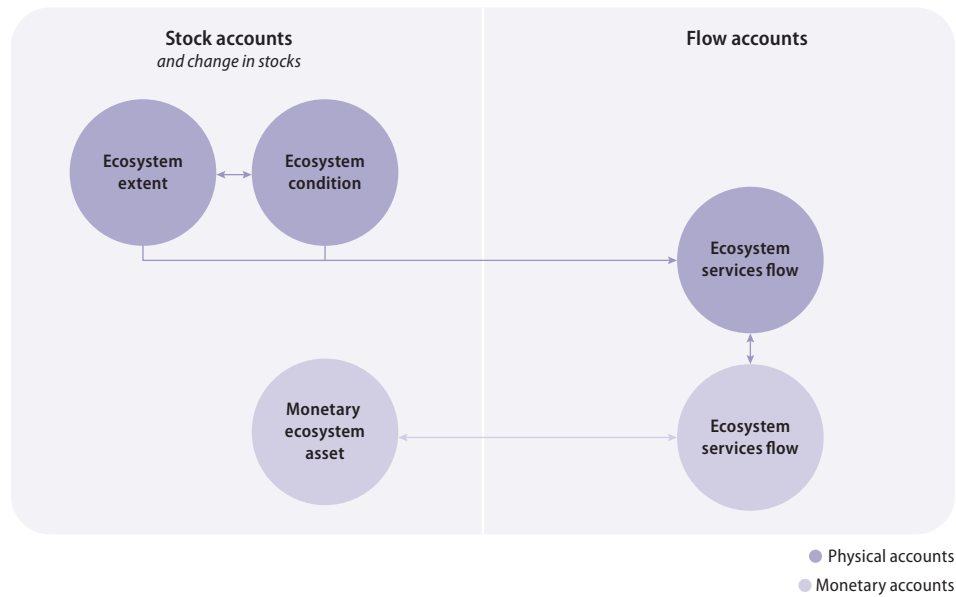 Stock accounts
and change in stocks
Flow accounts
Ecosystem
extent
Ecosystem
condition
Ecosystem
services flow
Monetary
ecosystem
asset
Ecosystem
services flow
Physical accounts
Monetary accounts